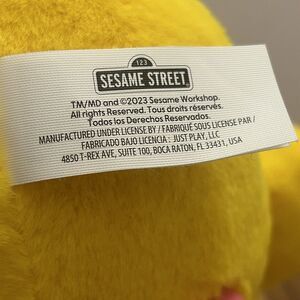 123
SESAME STREET
TM/MD and ©2023 Sesame Workshop.
All rights Reserved. Tous droits réservés.
Todos los Derechos Reservados.
MANUFACTURED UNDER LICENSE BY / FABRIQUÉ SOUS LICENSE PAR /
FABRICADO BAJO LICENCIA : JUST PLAY, LLC
4850 T-REX AVE, SUITE 100, BOCA RATON, FL 33431, USA